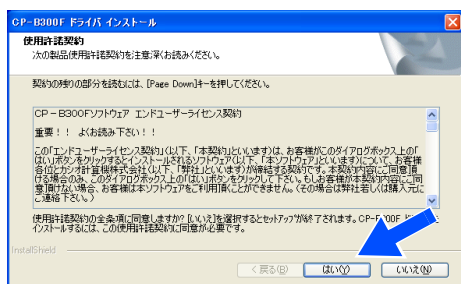 CP-B300F ドライバ インストール
使用許諾契約
次の製品使用許諾契約を注意深くお読みください。
契約の残りの部分を読むには、[Page Down]キーを押してください。
CP－B300Fソフトウェア エンドユーザーライセンス契約
重要！！ よくお読み下さい！！
この「エンドユーザーライセンス契約」（以下、「本契約」といいます）は、お客様がこのダイアログボックス上の「
はい」ボタンをクリックするとインストールされるソフトウェア（以下、「本ソフトウェア」といいます）について、お客様
各位とカシオ計算機株式会社（以下、「弊社」といいます）が締結する契約です。本契約内容にご同意頂
ける場合のみ、このダイアログボックス上の「はい」ボタンをクリックして下さい。もしお客様が本契約内容にご同
意頂けない場合、お客様は本ソフトウェアをご利用頂くことができません。（その場合は弊社若しくは購入元に
ご連絡下さい。）
使用許諾契約の全条項に同意しますか? [いいえ]を選択するとセットアップが終了されます。CP-B300F
インストールするには、この使用許諾契約の同意が必要です。
InstallShield
< 戻る(B) はい(Y) いいえ(N)